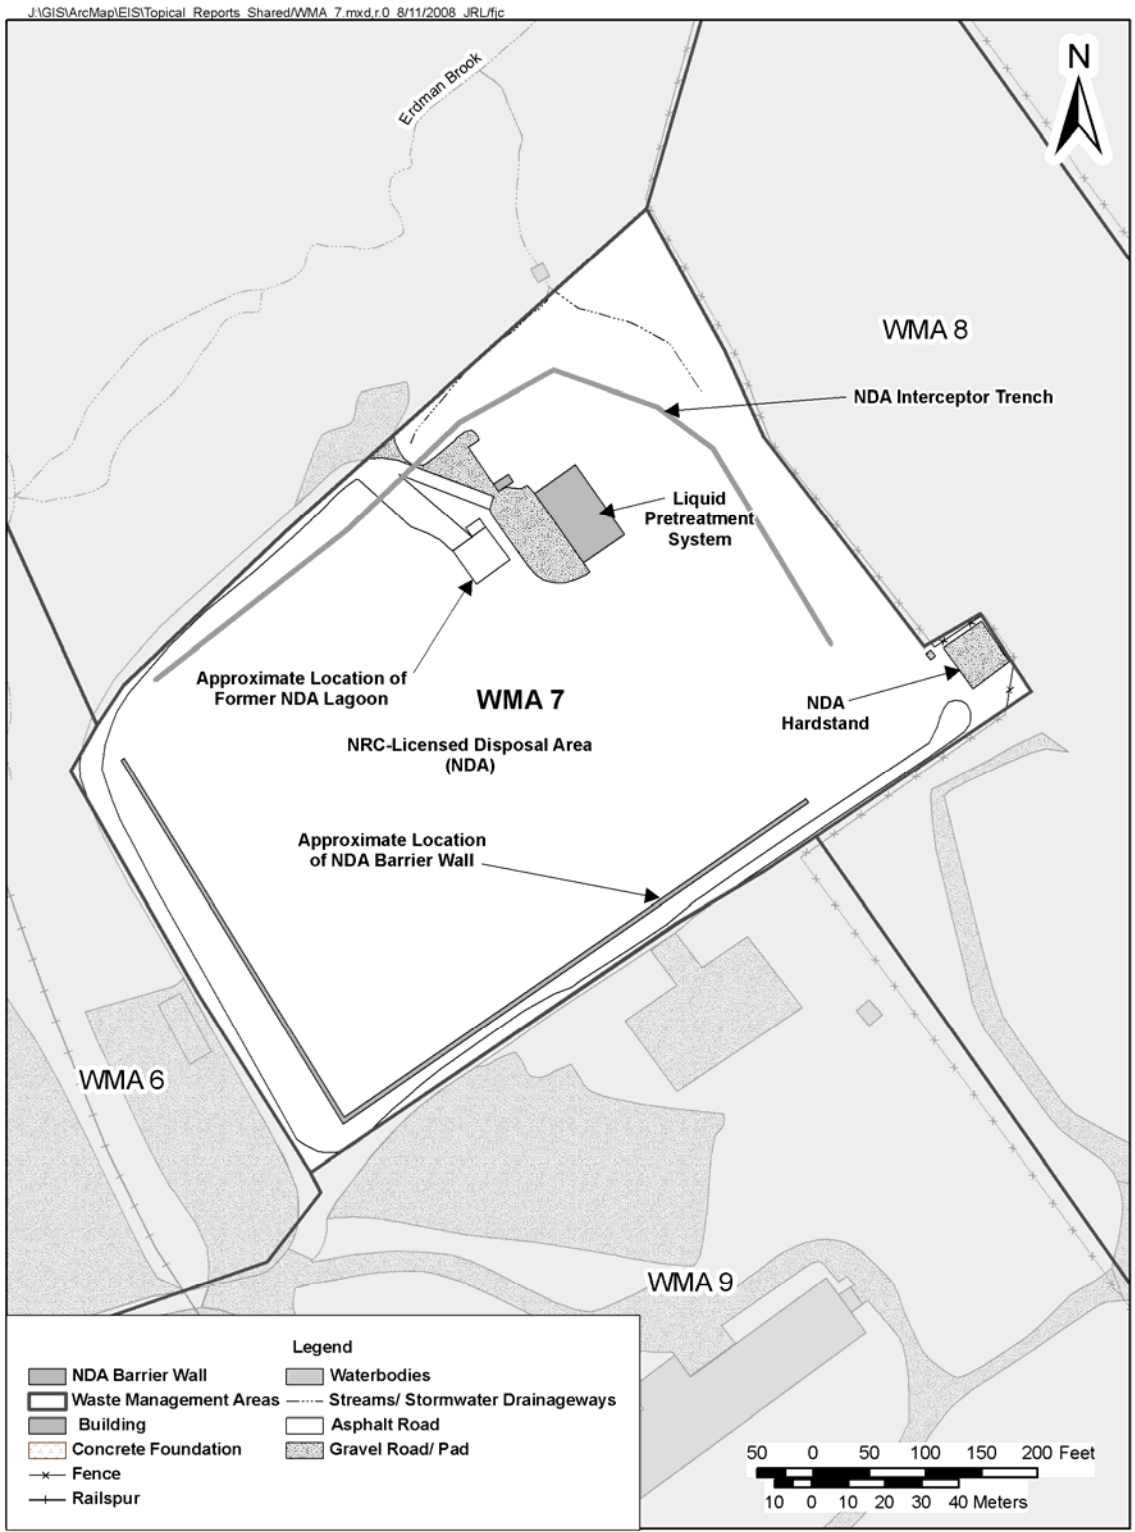 J:\GIS\ArcMap\EIS\Topical_Reports_Shared/WMA_7.mxd,r.0_8/11/2008_JRL/fjc
N
Erdman Brook
WMA 8
NDA Interceptor Trench
Liquid
Pretreatment
System
Approximate Location of
Former NDA Lagoon
WMA 7
NDA
Hardstand
NRC-Licensed Disposal Area
(NDA)
Approximate Location
of NDA Barrier Wall
WMA 6
WMA 9
Legend
NDA Barrier Wall
Waste Management Areas
Building
Concrete Foundation
Fence
Railspur
Waterbodies
Streams/ Stormwater Drainageways
Asphalt Road
Gravel Road/ Pad
50 0 50 100 150 200 Feet
10 0 10 20 30 40 Meters